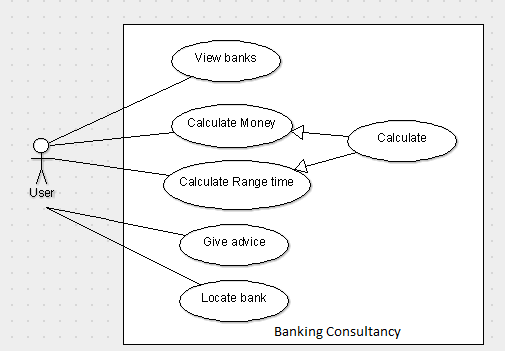 View banks
Calculate Money
Calculate
Calculate Range time
User
Give advice
Locate bank
Banking Consultancy